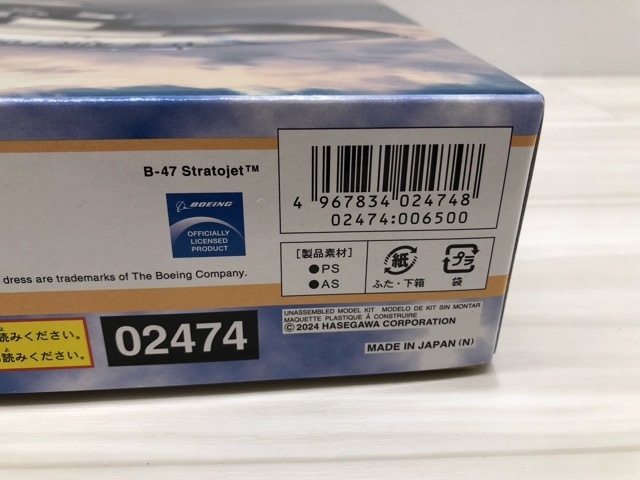 B-47 Stratojet™
BOEING
OFFICIALLY
LICENSED
PRODUCT
dress are trademarks of The Boeing Company.
4 967834 024748
02474:006500
[製品素材]
●PS
●AS
紙
ふた・下箱
プラ
袋
読みください。
読みください。
02474
UNASSEMBLED MODEL KIT MODELO DE KIT SIN MONTAR
MAQUETTE PLASTIQUE À CONSTRUIRE
©2024 HASEGAWA CORPORATION
MADE IN JAPAN (N)